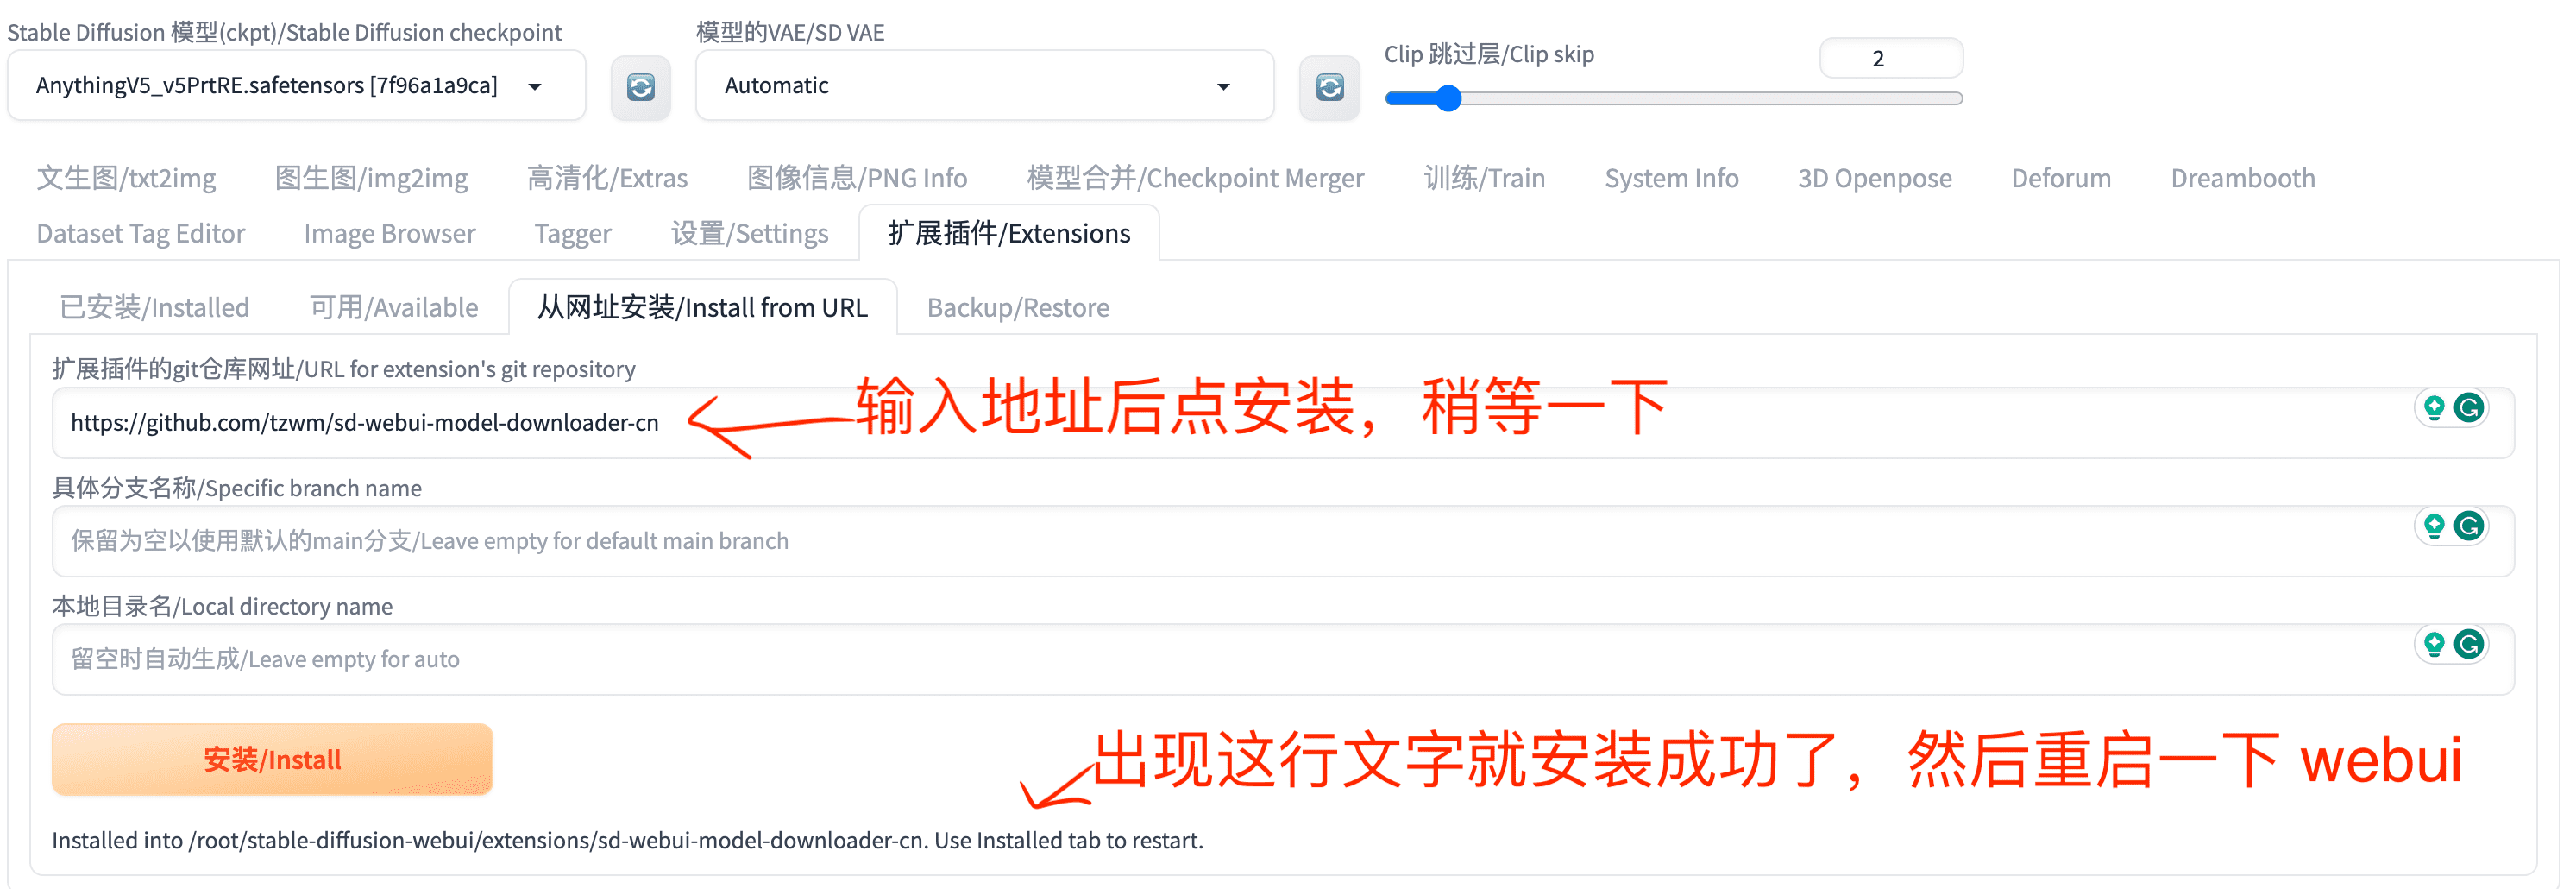 Stable Diffusion 模型(ckpt)/Stable Diffusion checkpoint
模型的VAE/SD VAE
Clip 跳过层/Clip skip
2
AnythingV5_v5PrtRE.safetensors [7f96a1a9ca]
Automatic
文生图/txt2img 图生图/img2img 高清化/Extras 图像信息/PNG Info 模型合并/Checkpoint Merger 训练/Train System Info 3D Openpose Deforum Dreambooth
Dataset Tag Editor Image Browser Tagger 设置/Settings 扩展插件/Extensions
已安装/Installed 可用/Available 从网址安装/Install from URL Backup/Restore
扩展插件的git仓库网址/URL for extension's git repository
https://github.com/tzwm/sd-webui-model-downloader-cn
输入地址后点安装，稍等一下
具体分支名称/Specific branch name
保留为空以使用默认的main分支/Leave empty for default main branch
本地目录名/Local directory name
留空时自动生成/Leave empty for auto
安装/Install
出现这行文字就安装成功了，然后重启一下 webui
Installed into /root/stable-diffusion-webui/extensions/sd-webui-model-downloader-cn. Use Installed tab to restart.